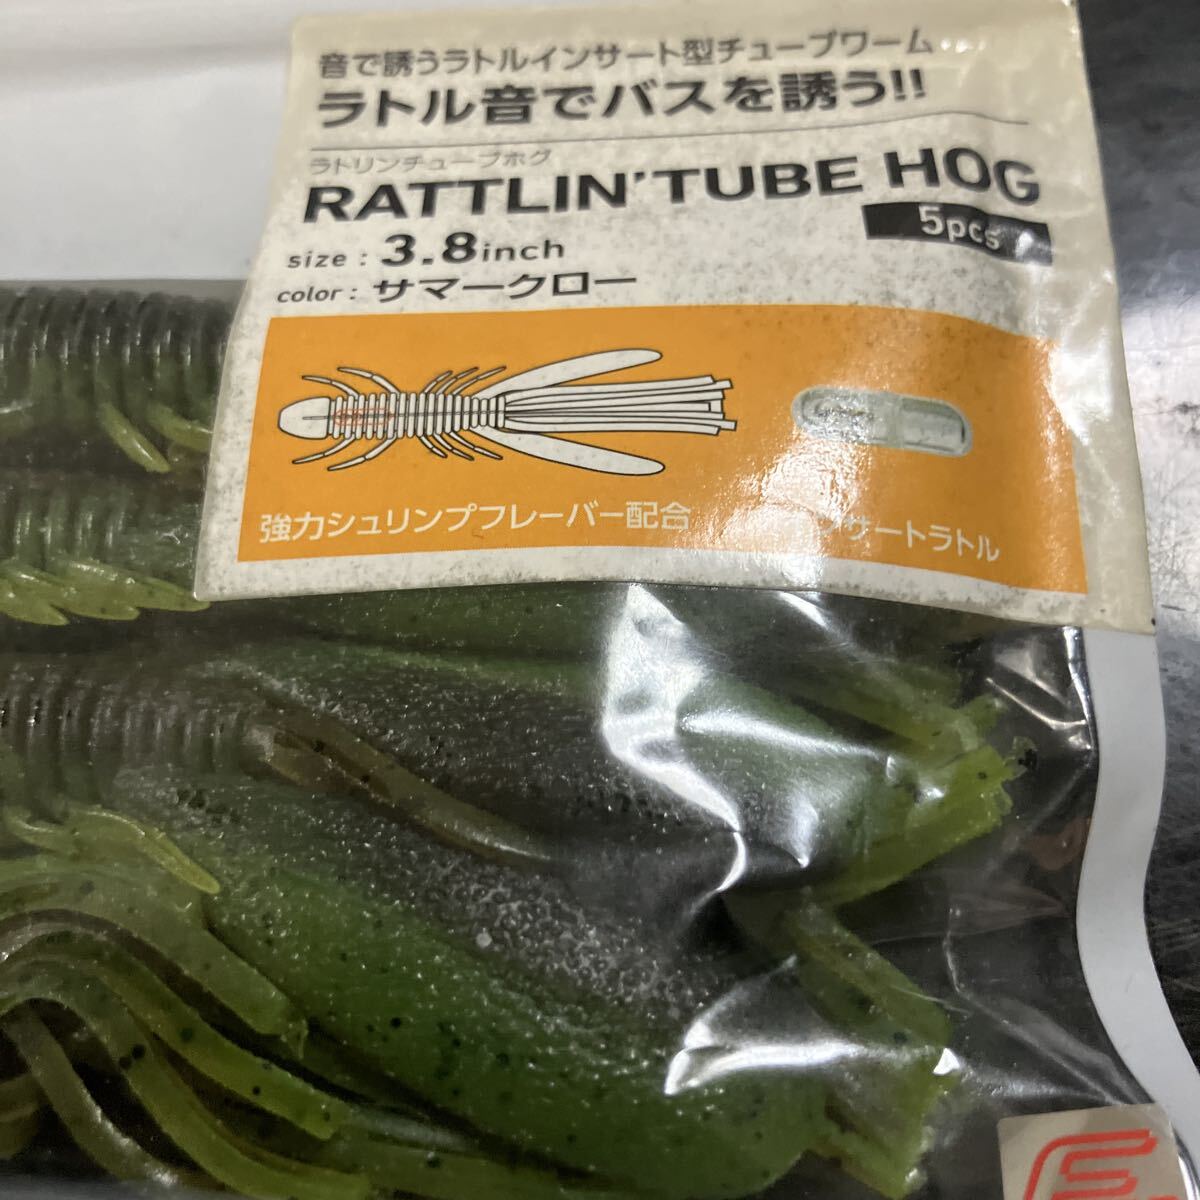 音で誘うラトルインサート型チューブワーム
ラトル音でバスを誘う!!
ラトリンチューブホグ
RATTLIN'TUBE HOG
5pcs
size : 3.8inch
color : サマークロー
強力シュリンプフレーバー配合
サートラトル